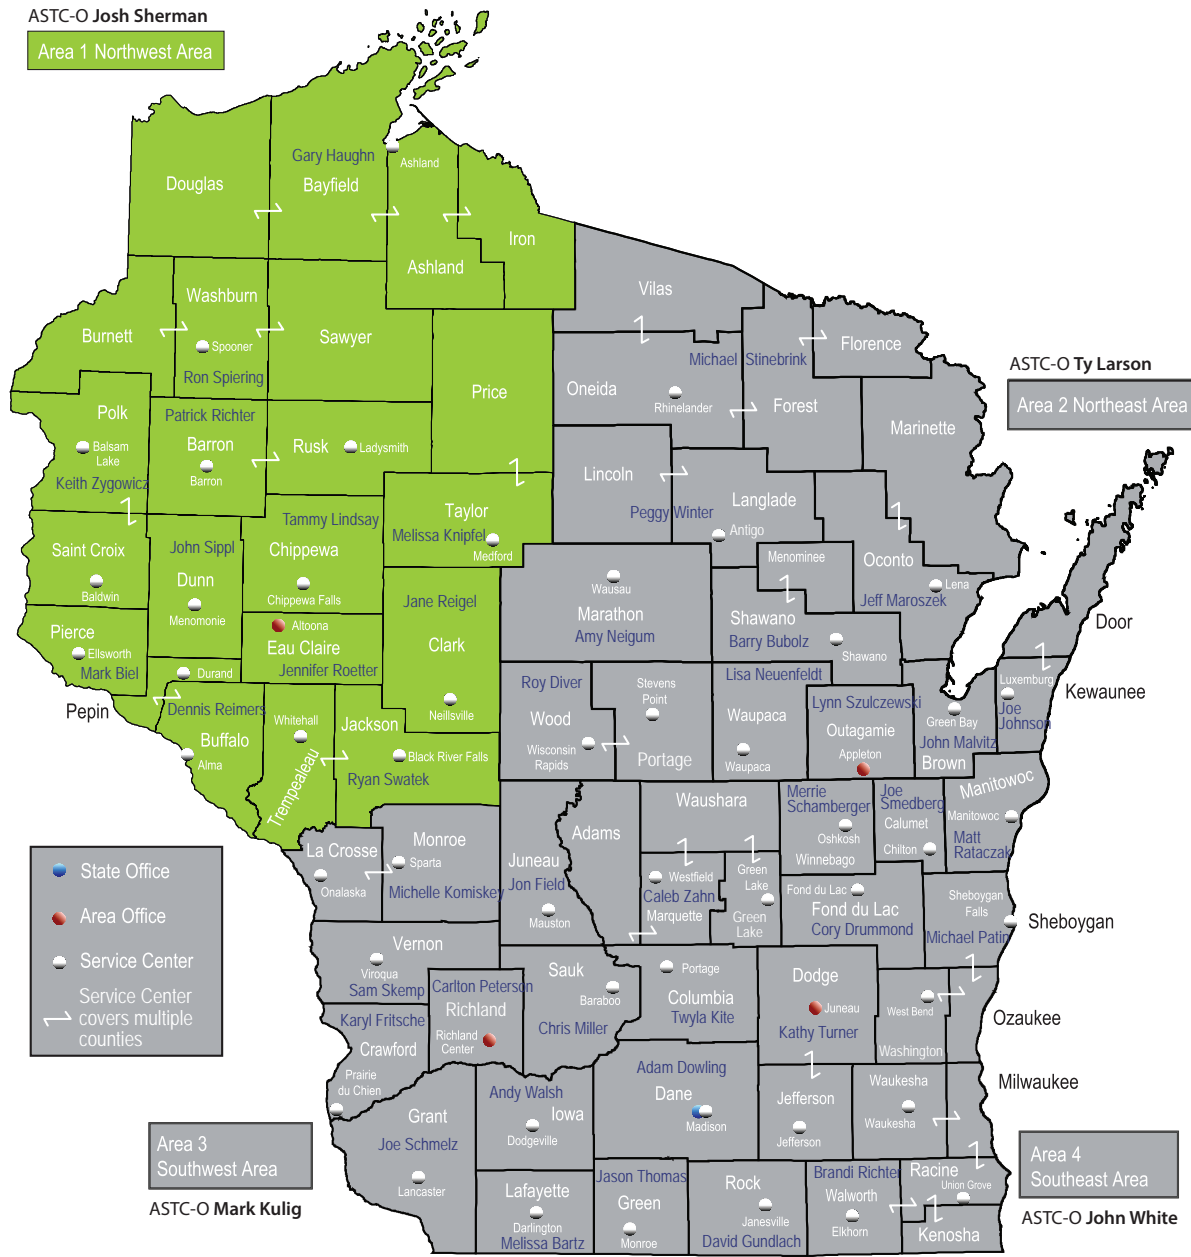 ASTC-O Josh Sherman
Area 1 Northwest Area
Gary Haughn
Ashland
Douglas
Bayfield
Iron
Ashland
Vilas
Washburn
Burnett
Sawyer
Spooner
Ron Spiering
Florence
Michael Stinebrink
ASTC-O Ty Larson
Area 2 Northeast Area
Price
Oneida
Rhinelander
Forest
Marinette
Polk
Patrick Richter
Balsam
Lake
Barron
Barron
Rusk
Ladysmith
Keith Zygowicz
Lincoln
Langlade
Peggy Winter
Antigo
Tammy Lindsay
Taylor
Melissa Knipfel
Medford
Saint Croix
Baldwin
John Sippl
Dunn
Menomonie
Chippewa
Chippewa Falls
Menominee
Oconto
Lena
Jeff Maroszek
Wausau
Marathon
Amy Neigum
Shawano
Barry Bubolz
Shawano
Jane Reigel
Clark
Neillsville
Pierce
Ellsworth
Mark Biel
Altoona
Eau Claire
Jennifer Roetter
Durand
Pepin
Dennis Reimers
Buffalo
Alma
Whitehall
Trempealeau
Jackson
Black River Falls
Ryan Swatek
Door
Luxemburg
Kewaunee
Joe
Johnson
Roy Diver
Wood
Wisconsin
Rapids
Stevens
Point
Portage
Lisa Neuenfeldt
Waupaca
Waupaca
Lynn Szulczewski
Outagamie
Appleton
Green Bay
John Malvitz
Brown
Manitowoc
Manitowoc
Matt
Rataczak
Waushara
Merrie
Schamberger
Oshkosh
Winnebago
Joe
Smedberg
Calumet
Chilton
Adams
Monroe
Sparta
Michelle Komiskey
La Crosse
Onalaska
Juneau
Jon Field
Mauston
Westfield
Caleb Zahn
Marquette
Green
Lake
Green
Lake
Fond du Lac
Fond du Lac
Cory Drummond
Sheboygan
Falls
Michael Patin
Sheboygan
State Office
Area Office
Service Center
Service Center
covers multiple
counties
Vernon
Viroqua
Sam Skemp
Carlton Peterson
Richland
Richland
Center
Sauk
Baraboo
Chris Miller
Portage
Columbia
Twyla Kite
Dodge
Juneau
Kathy Turner
West Bend
Washington
Ozaukee
Karyl Fritsche
Crawford
Prairie
du Chien
Adam Dowling
Dane
Madison
Jefferson
Jefferson
Waukesha
Waukesha
Milwaukee
Andy Walsh
Iowa
Dodgeville
Grant
Joe Schmelz
Lancaster
Area 3
Southwest Area
ASTC-O Mark Kulig
Lafayette
Darlington
Melissa Bartz
Jason Thomas
Green
Monroe
Rock
Janesville
David Gundlach
Brandi Richter
Walworth
Elkhorn
Racine
Union Grove
Kenosha
Area 4
Southeast Area
ASTC-O John White